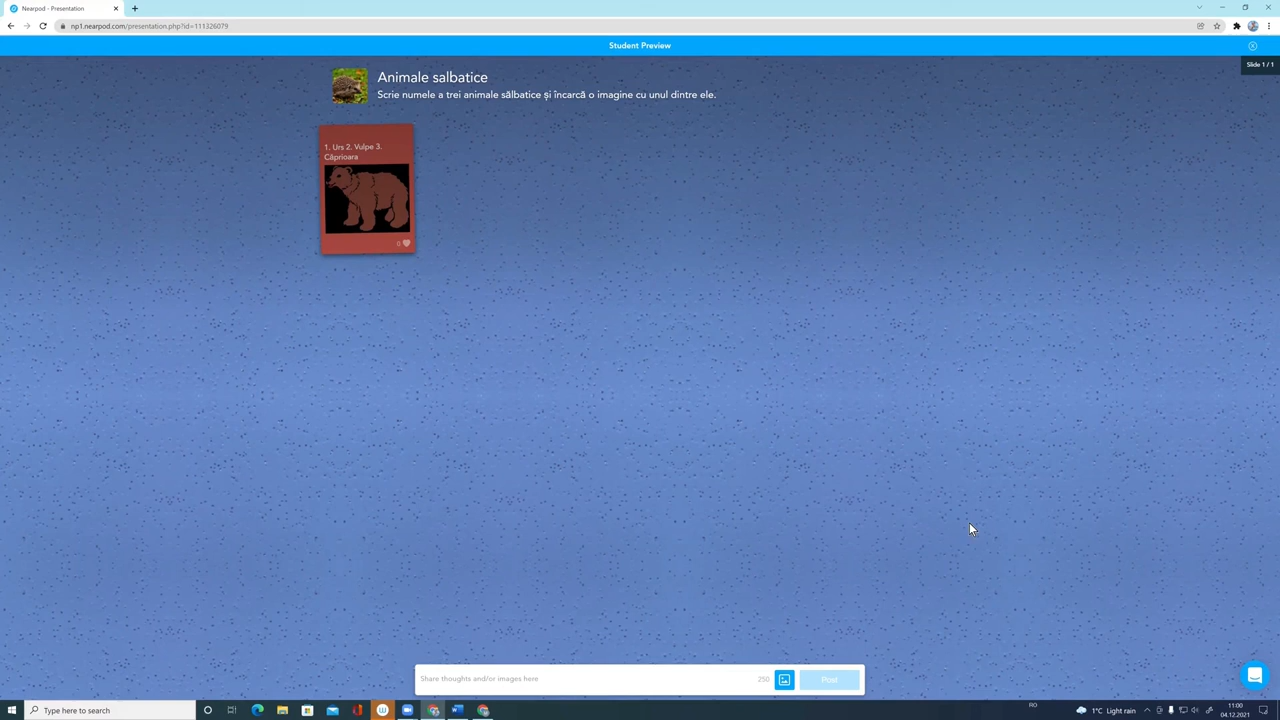 Nearpod - Presentation
np1.nearpod.com/presentation.php?id=111326079
Student Preview
Slide 1 / 1
Animale salbatice
Scrie numele a trei animale sălbatice și încarcă o imagine cu unul dintre ele.
1. Urs 2. Vulpe 3.
Căprioara
0
Share thoughts and/or images here
250
Post
Type here to search
RO
1°C Light rain
11:00
04.12.2021